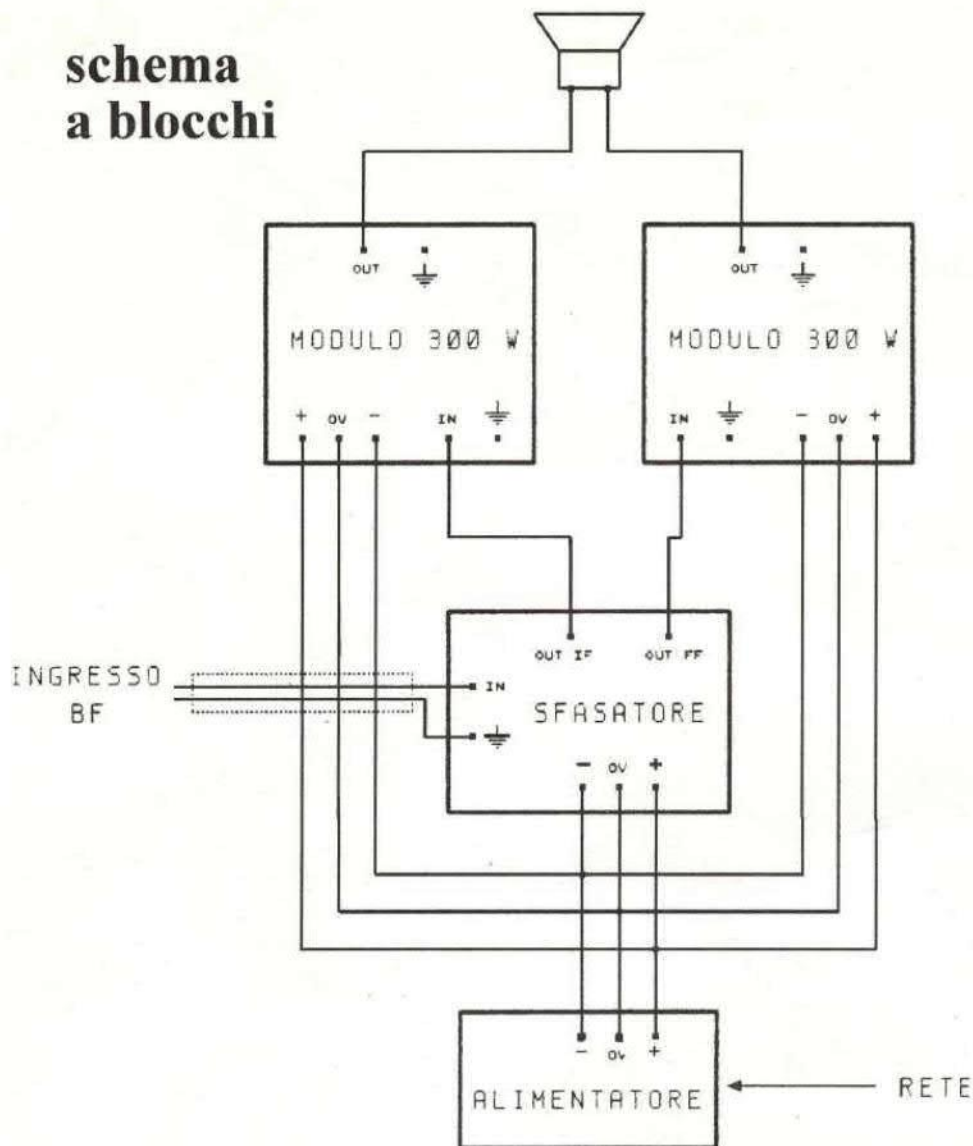 schema
a blocchi
OUT
OUT
MODULO 300 W
MODULO 300 W
+ 0V - IN
IN - 0V +
OUT IF OUT FF
INGRESSO
BF
IN
SFASATORE
- 0V +
- 0V +
ALIMENTATORE
RETE